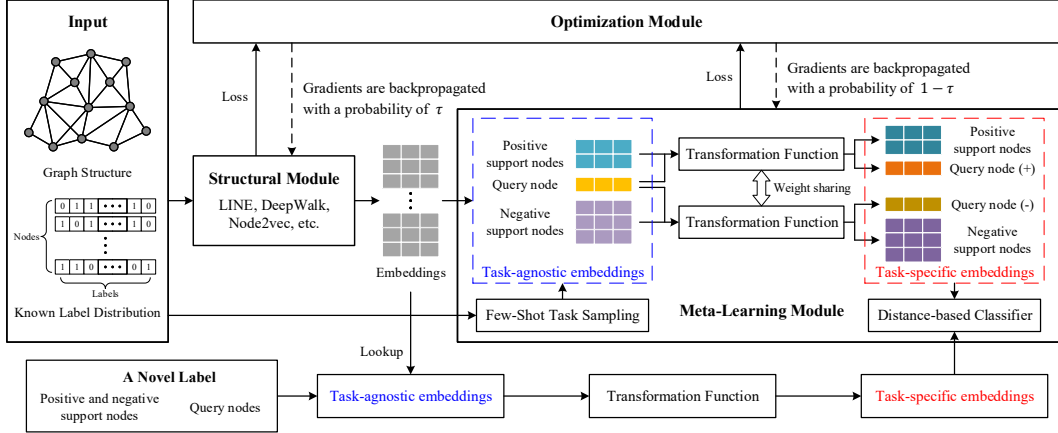 Input
Graph Structure
0 1 1 ••• 1 0
1 0 1 ••• 1 0
Nodes
1 1 0 ••• 0 1
Labels
Known Label Distribution
Optimization Module
Loss
Gradients are backpropagated
with a probability of τ
Loss
Gradients are backpropagated
with a probability of 1 − τ
Structural Module
LINE, DeepWalk,
Node2vec, etc.
Embeddings
Positive
support nodes
Query node
Negative
support nodes
Task-agnostic embeddings
Transformation Function
Weight sharing
Transformation Function
Positive
support nodes
Query node (+)
Query node (-)
Negative
support nodes
Task-specific embeddings
Few-Shot Task Sampling
Meta-Learning Module
Distance-based Classifier
Lookup
A Novel Label
Positive and negative
support nodes
Query nodes
Task-agnostic embeddings
Transformation Function
Task-specific embeddings